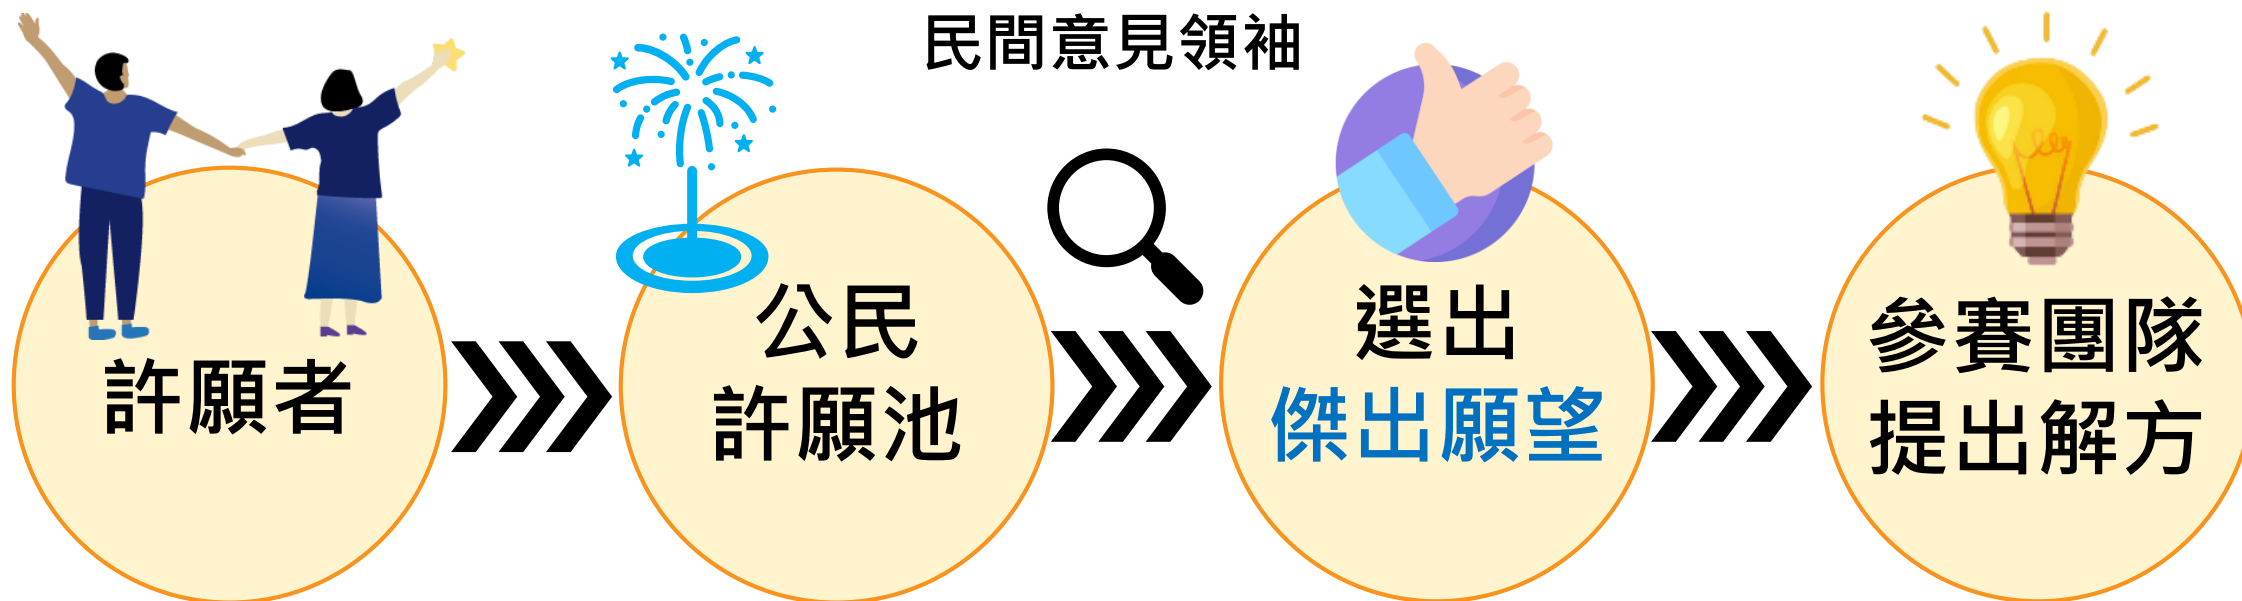 民間意見領袖
許願者
公民
許願池
選出
傑出願望
參賽團隊
提出解方